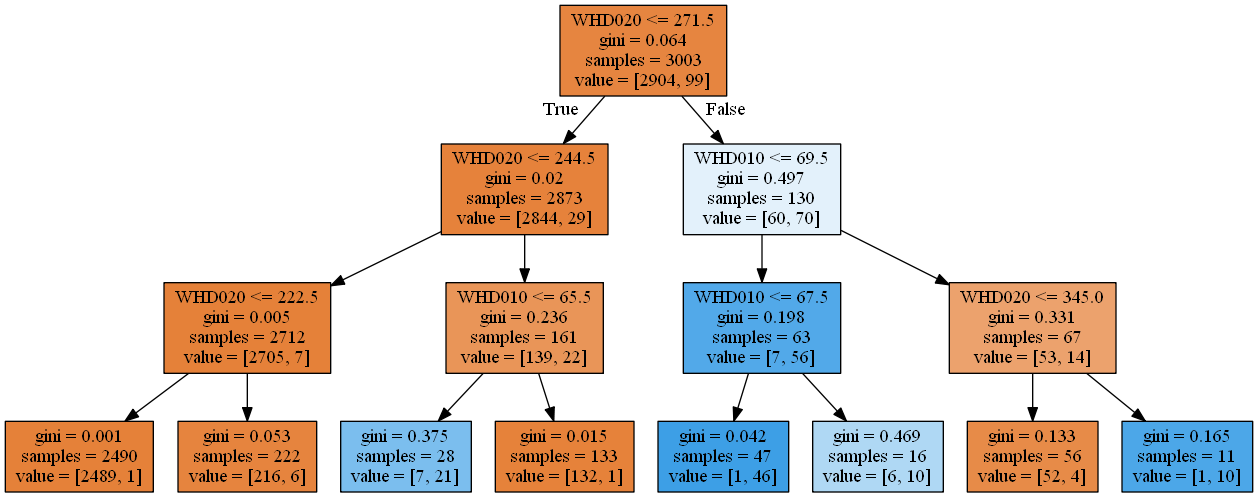 WHD020 <= 271.5
gini = 0.064
samples = 3003
value = [2904, 99]
True
False
WHD020 <= 244.5
gini = 0.02
samples = 2873
value = [2844, 29]
WHD010 <= 69.5
gini = 0.497
samples = 130
value = [60, 70]
WHD020 <= 222.5
gini = 0.005
samples = 2712
value = [2705, 7]
WHD010 <= 65.5
gini = 0.236
samples = 161
value = [139, 22]
WHD010 <= 67.5
gini = 0.198
samples = 63
value = [7, 56]
WHD020 <= 345.0
gini = 0.331
samples = 67
value = [53, 14]
gini = 0.001
samples = 2490
value = [2489, 1]
gini = 0.053
samples = 222
value = [216, 6]
gini = 0.375
samples = 28
value = [7, 21]
gini = 0.015
samples = 133
value = [132, 1]
gini = 0.042
samples = 47
value = [1, 46]
gini = 0.469
samples = 16
value = [6, 10]
gini = 0.133
samples = 56
value = [52, 4]
gini = 0.165
samples = 11
value = [1, 10]